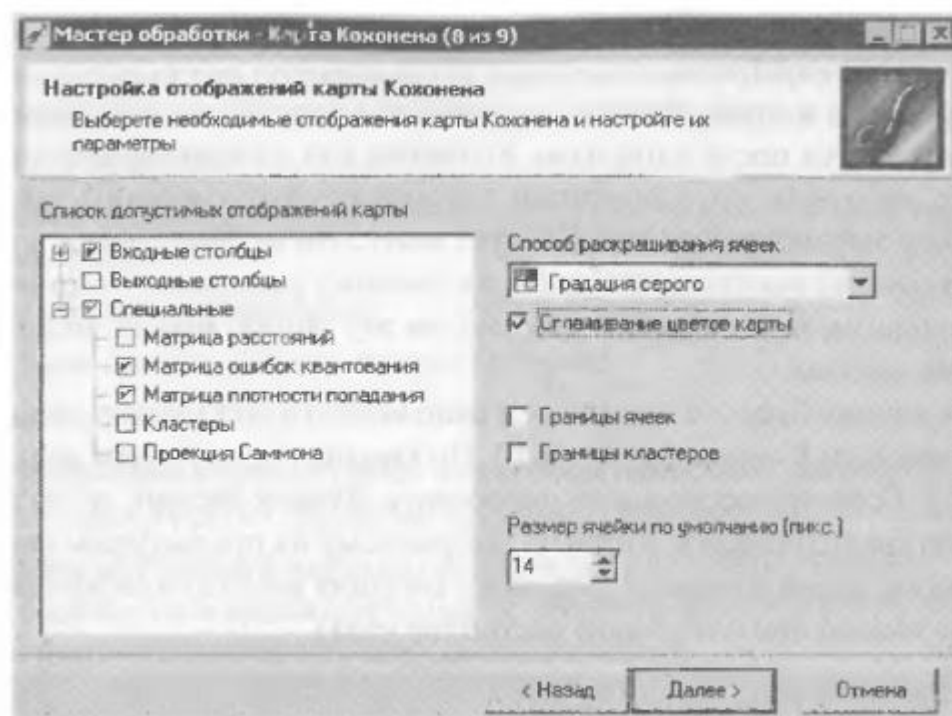 Мастер обработки - Карта Кохонена (8 из 9)
Настройка отображений карты Кохонена
Выберете необходимые отображения карты Кохонена и настройте их
параметры
Список допустимых отображений карты
Входные столбцы
Выходные столбцы
Специальные
Матрица расстояний
Матрица ошибок квантования
Матрица плотности попадания
Кластеры
Проекция Саммона
Способ раскрашивания ячеек
Градация серого
Сглаживание цветов карты
Границы ячеек
Границы кластеров
Размер ячейки по умолчанию (пикс.)
14
< Назад
Далее >
Отмена